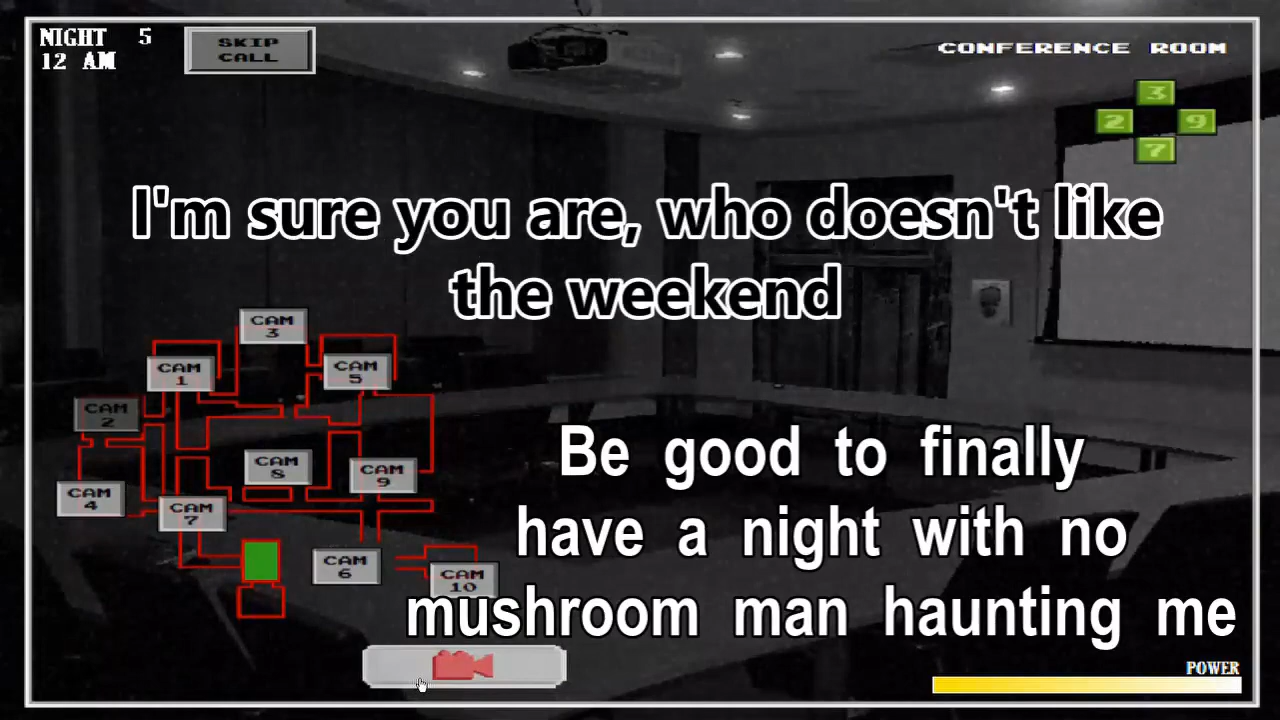 NIGHT 5
12 AM
SKIP
CALL
CONFERENCE ROOM
3
2
9
7
I'm sure you are, who doesn't like
the weekend
CAM
3
CAM
1
CAM
5
CAM
2
CAM
8
CAM
9
CAM
4
CAM
7
CAM
6
CAM
10
Be good to finally
have a night with no
mushroom man haunting me
POWER